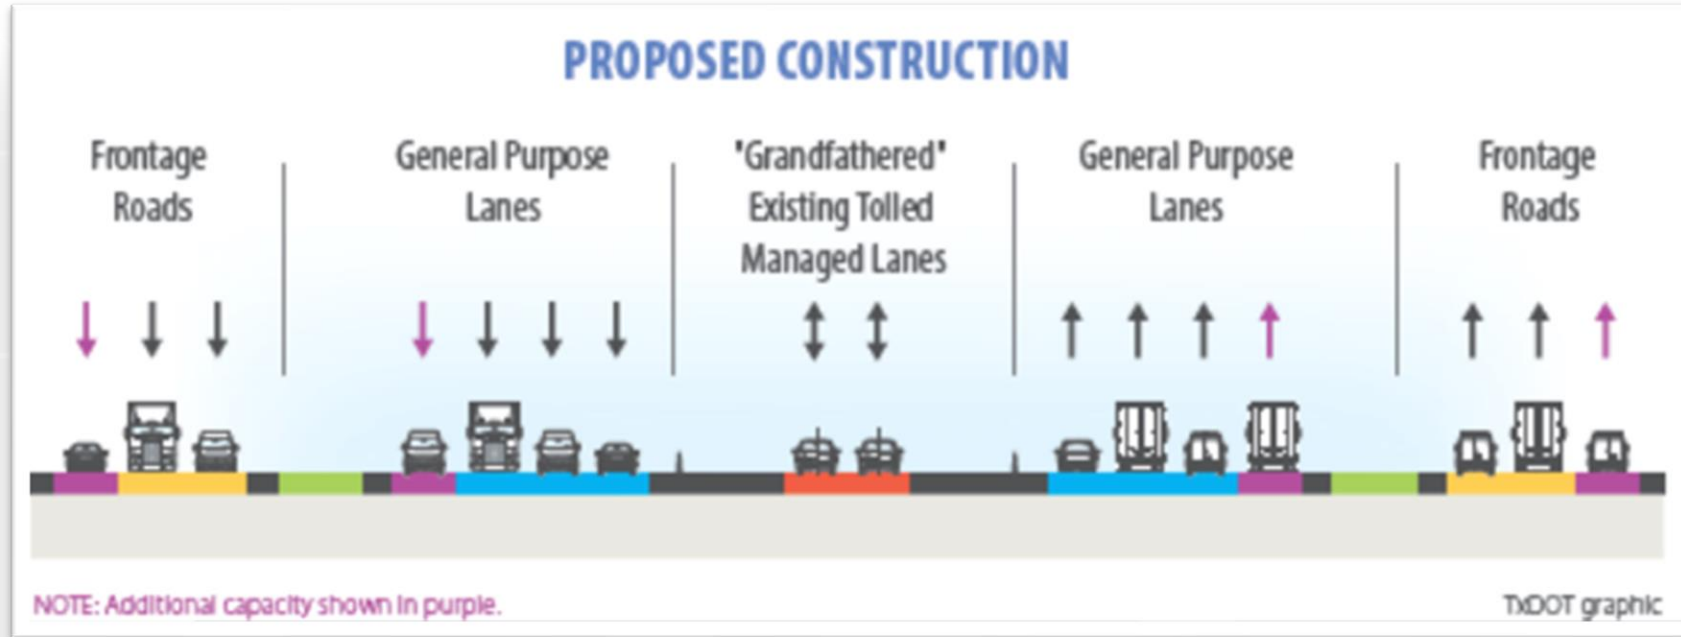 PROPOSED CONSTRUCTION
Frontage
Roads
General Purpose
Lanes
"Grandfathered"
Existing Tolled
Managed Lanes
General Purpose
Lanes
Frontage
Roads
NOTE: Additional capacity shown in purple.
TxDOT graphic